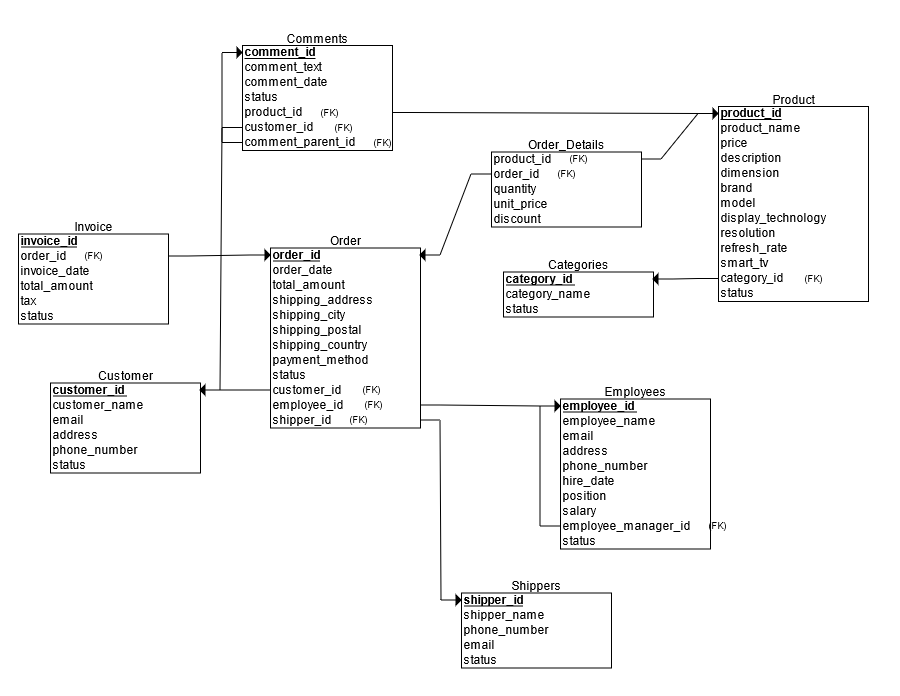 Comments
comment_id
comment_text
comment_date
status
product_id (FK)
customer_id (FK)
comment_parent_id (FK)
Product
product_id
product_name
price
description
dimension
brand
model
display_technology
resolution
refresh_rate
smart_tv
category_id (FK)
status
Order_Details
product_id (FK)
order_id (FK)
quantity
unit_price
discount
Invoice
invoice_id
order_id (FK)
invoice_date
total_amount
tax
status
Order
order_id
order_date
total_amount
shipping_address
shipping_city
shipping_postal
shipping_country
payment_method
status
customer_id (FK)
employee_id (FK)
shipper_id (FK)
Categories
category_id
category_name
status
Customer
customer_id
customer_name
email
address
phone_number
status
Employees
employee_id
employee_name
email
address
phone_number
hire_date
position
salary
employee_manager_id (FK)
status
Shippers
shipper_id
shipper_name
phone_number
email
status